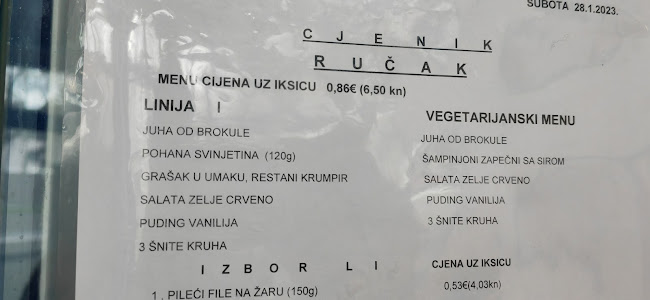 SUBOTA 28.1.2023.
CJENIK
RUČAK
MENU CIJENA UZ IKSICU 0,86€ (6,50 kn)
LINIJA I
JUHA OD BROKULE
POHANA SVINJETINA (120g)
GRAŠAK U UMAKU, RESTANI KRUMPIR
SALATA ZELJE CRVENO
PUDING VANILIJA
3 ŠNITE KRUHA
VEGETARIJANSKI MENU
JUHA OD BROKULE
ŠAMPINJONI ZAPEČNI SA SIROM
SALATA ZELJE CRVENO
PUDING VANILIJA
3 ŠNITE KRUHA
IZBOR LI CJENA UZ IKSICU
1. PILEĆI FILE NA ŽARU (150g) 0,53€(4,03kn)